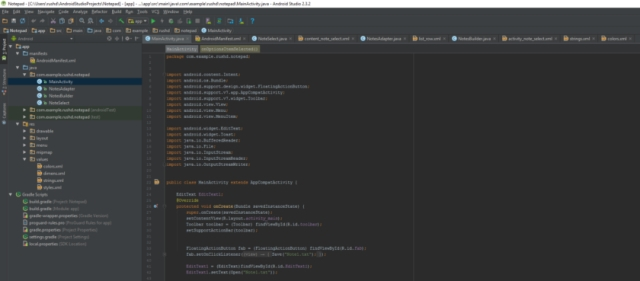 Notepad - [C:\Users\rushd\AndroidStudioProjects\Notepad] - [app] - ...\app\src\main\java\com\example\rushd\notepad\MainActivity.java - Android Studio 2.3.2
File Edit View Navigate Code Analyze Refactor Build Run Tools VCS Window Help
Notepad app src main java com example rushd notepad MainActivity
Android
MainActivity.java AndroidManifest.xml NoteSelect.java content_note_select.xml NotesAdapter.java list_row.xml NotesBuilder.java activity_note_select.xml strings.xml colors.xml
app
manifests
AndroidManifest.xml
java
com.example.rushd.notepad
MainActivity
NotesAdapter
NotesBuilder
NoteSelect
com.example.rushd.notepad (androidTest)
com.example.rushd.notepad (test)
res
drawable
layout
menu
mipmap
values
colors.xml
dimens.xml
strings.xml
styles.xml
Gradle Scripts
build.gradle (Project: Notepad)
build.gradle (Module: app)
gradle-wrapper.properties (Gradle Version)
proguard-rules.pro (ProGuard Rules for app)
gradle.properties (Project Properties)
settings.gradle (Project Settings)
local.properties (SDK Location)
MainActivity
package com.example.rushd.notepad;
import android.content.Intent;
import android.os.Bundle;
import android.support.design.widget.FloatingActionButton;
import android.support.v7.app.AppCompatActivity;
import android.support.v7.widget.Toolbar;
import android.view.View;
import android.view.Menu;
import android.view.MenuItem;
import android.widget.EditText;
import android.widget.Toast;
import java.io.BufferedReader;
import java.io.File;
import java.io.InputStream;
import java.io.InputStreamReader;
import java.io.OutputStreamWriter;
public class MainActivity extends AppCompatActivity {
EditText EditText1;
@Override
protected void onCreate(Bundle savedInstanceState) {
super.onCreate(savedInstanceState);
setContentView(R.layout.activity_main);
Toolbar toolbar = (Toolbar) findViewById(R.id.toolbar);
setSupportActionBar(toolbar);
FloatingActionButton fab = (FloatingActionButton) findViewById(R.id.fab);
fab.setOnClickListener( Save("Note1.txt");
EditText1 = (EditText)findViewById(R.id.
EditText1.setText(Open("Note1.txt"));